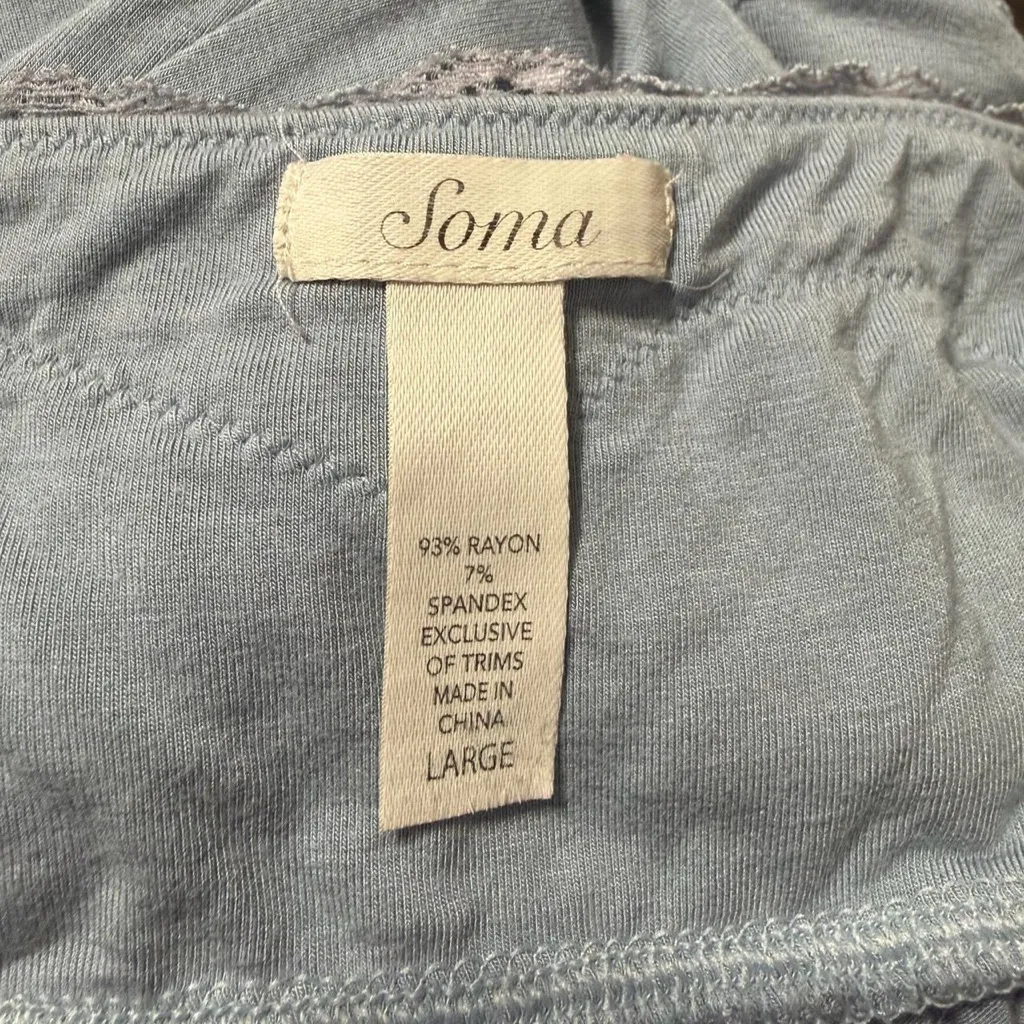 Soma
93% RAYON
7%
SPANDEX
EXCLUSIVE
OF TRIMS
MADE IN
CHINA
LARGE